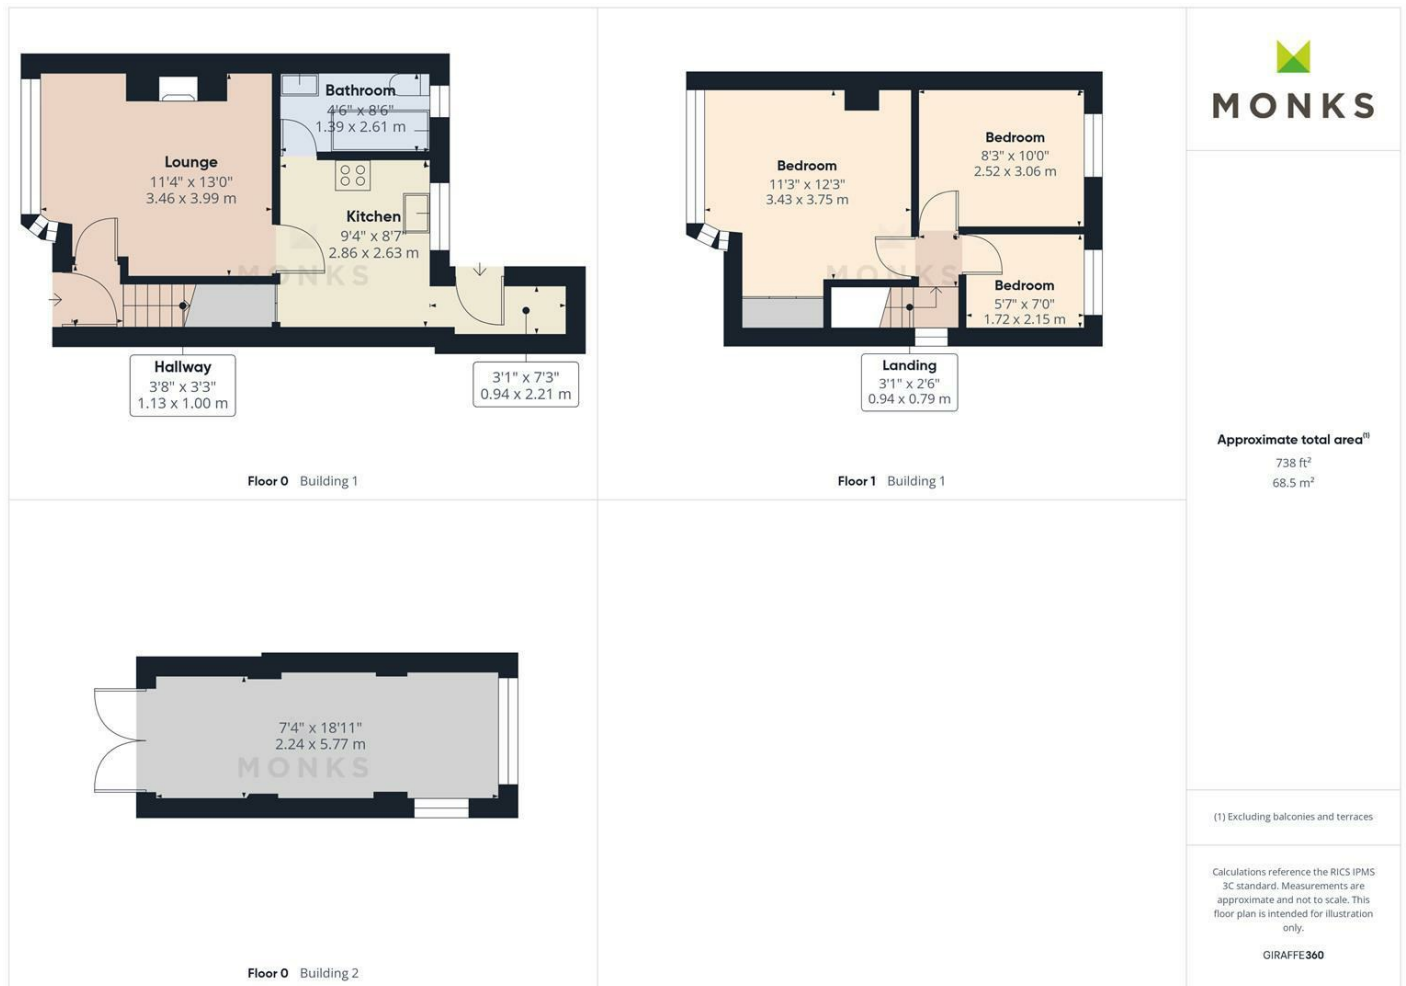 Bathroom
4'6" x 8'6"
1.39 x 2.61 m
Lounge
11'4" x 13'0"
3.46 x 3.99 m
Kitchen
9'4" x 8'7"
2.86 x 2.63 m
MONKS
Hallway
3'8" x 3'3"
1.13 x 1.00 m
3'1" x 7'3"
0.94 x 2.21 m
Floor 0 Building 1
Bedroom
11'3" x 12'3"
3.43 x 3.75 m
Bedroom
8'3" x 10'0"
2.52 x 3.06 m
MONKS
Bedroom
5'7" x 7'0"
1.72 x 2.15 m
Landing
3'1" x 2'6"
0.94 x 0.79 m
Floor 1 Building 1
7'4" x 18'11"
2.24 x 5.77 m
MONKS
Floor 0 Building 2
MONKS
Approximate total area(1)
738 ft²
68.5 m²
(1) Excluding balconies and terraces
Calculations reference the RICS IPMS
3C standard. Measurements are
approximate and not to scale. This
floor plan is intended for illustration
only.
GIRAFFE360